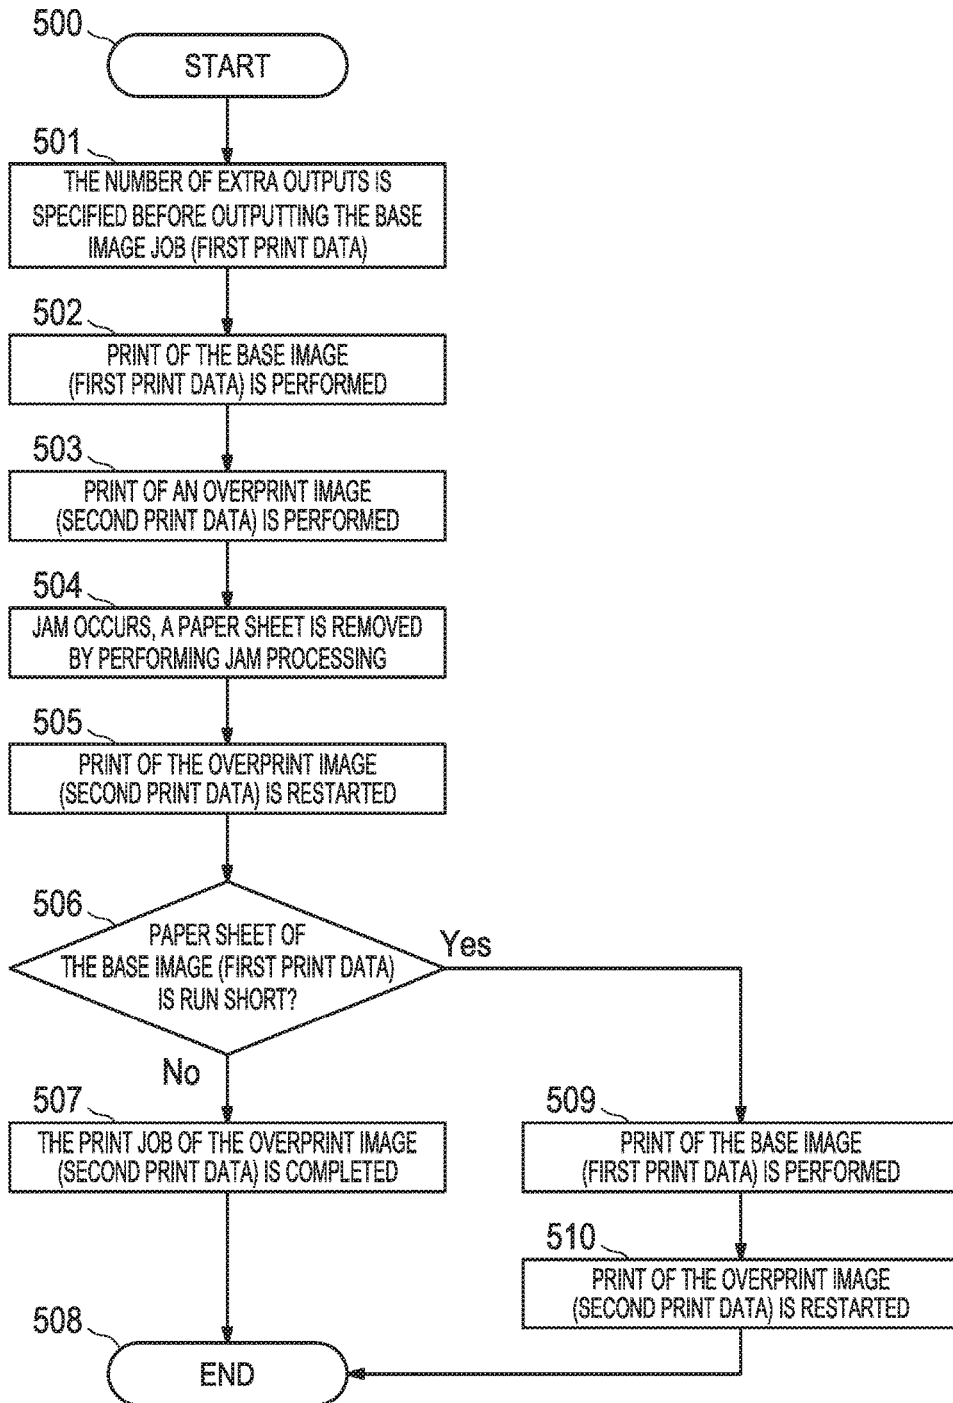 500
START
501
THE NUMBER OF EXTRA OUTPUTS IS
SPECIFIED BEFORE OUTPUTTING THE BASE
IMAGE JOB (FIRST PRINT DATA)
502
PRINT OF THE BASE IMAGE
(FIRST PRINT DATA) IS PERFORMED
503
PRINT OF AN OVERPRINT IMAGE
(SECOND PRINT DATA) IS PERFORMED
504
JAM OCCURS, A PAPER SHEET IS REMOVED
BY PERFORMING JAM PROCESSING
505
PRINT OF THE OVERPRINT IMAGE
(SECOND PRINT DATA) IS RESTARTED
506
PAPER SHEET OF
THE BASE IMAGE (FIRST PRINT DATA)
IS RUN SHORT?
Yes
No
507
THE PRINT JOB OF THE OVERPRINT IMAGE
(SECOND PRINT DATA) IS COMPLETED
509
PRINT OF THE BASE IMAGE
(FIRST PRINT DATA) IS PERFORMED
510
PRINT OF THE OVERPRINT IMAGE
(SECOND PRINT DATA) IS RESTARTED
508
END